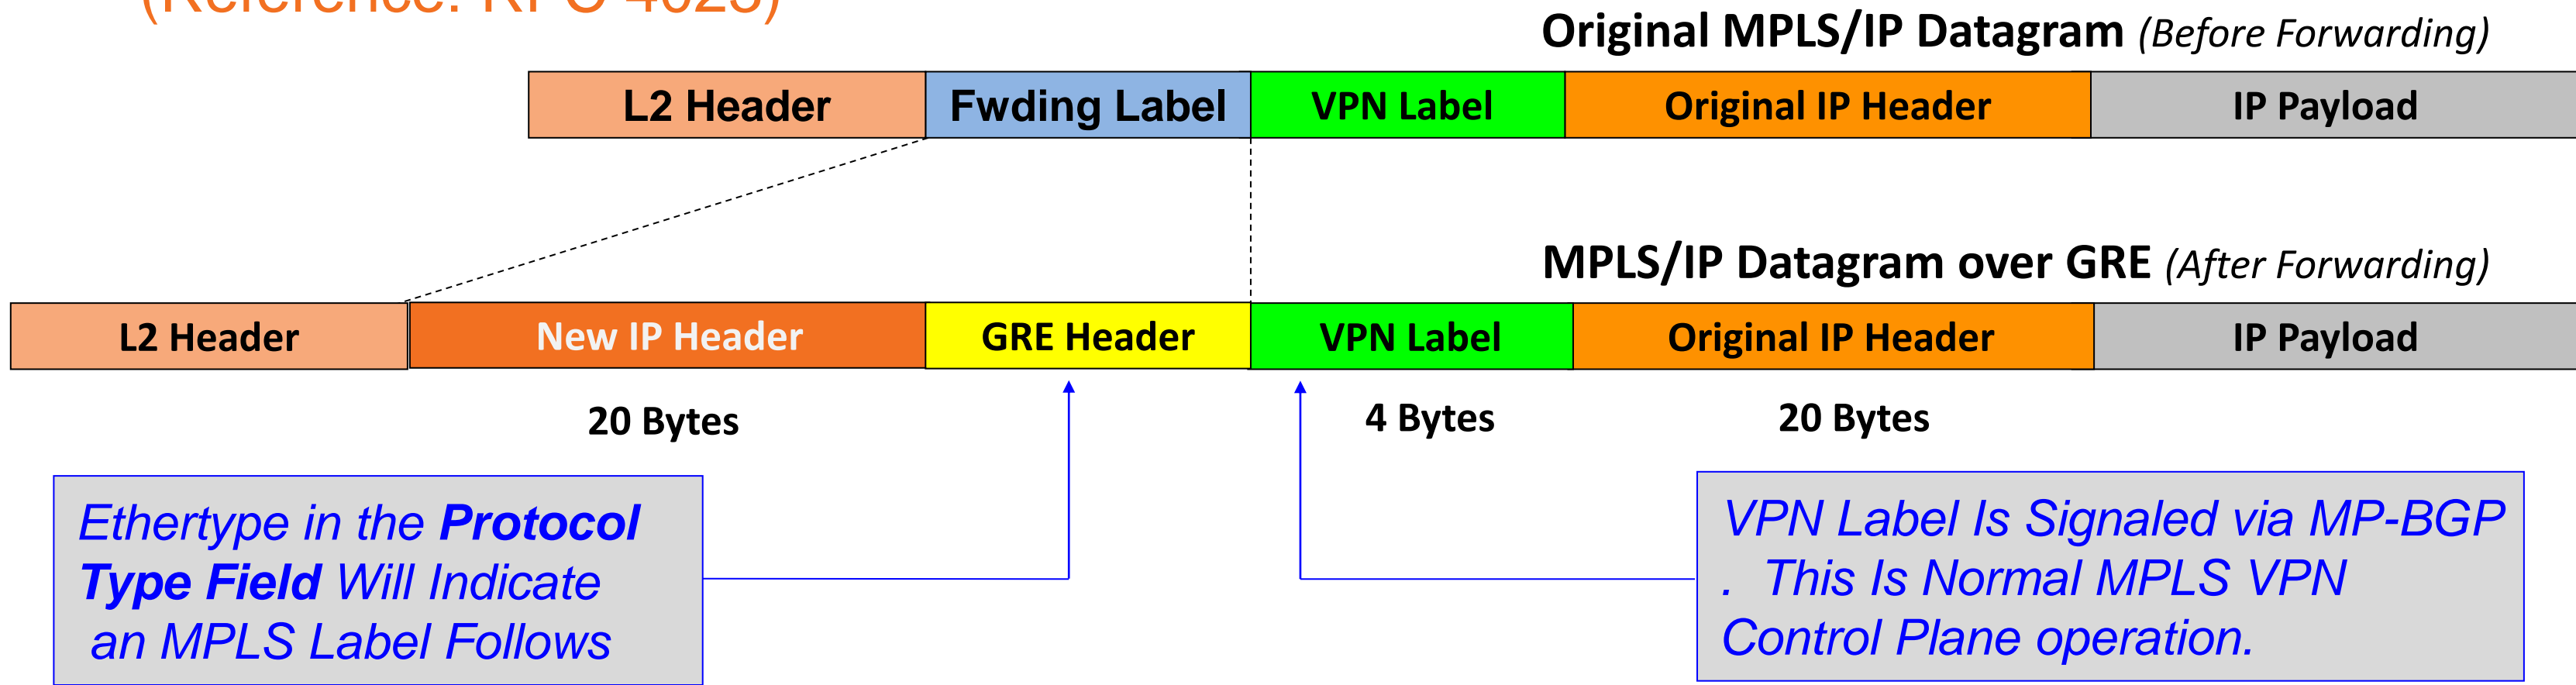 (Reference: RFC 4023)
Original MPLS/IP Datagram (Before Forwarding)
L2 Header Fwding Label VPN Label Original IP Header IP Payload
MPLS/IP Datagram over GRE (After Forwarding)
L2 Header New IP Header GRE Header VPN Label Original IP Header IP Payload
20 Bytes 4 Bytes 20 Bytes
Ethertype in the Protocol
Type Field Will Indicate
an MPLS Label Follows
VPN Label Is Signaled via MP-BGP
. This Is Normal MPLS VPN
Control Plane operation.